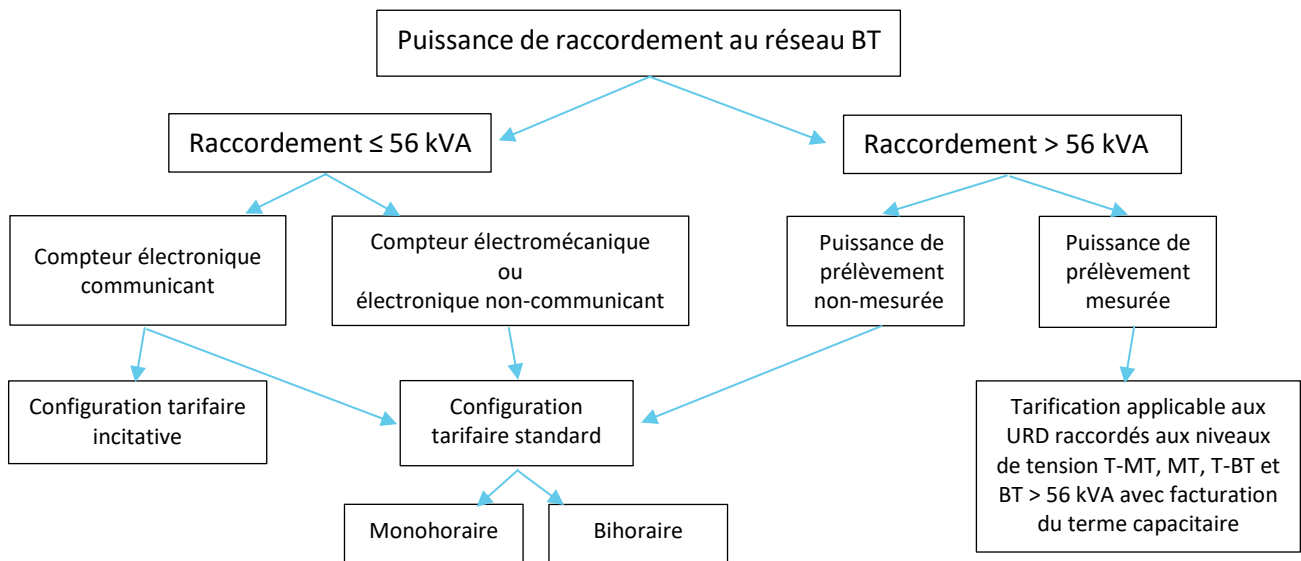 Puissance de raccordement au réseau BT
Raccordement ≤ 56 kVA
Raccordement > 56 kVA
Compteur électronique
communicant
Compteur électromécanique
ou
électronique non-communicant
Puissance de
prélèvement
non-mesurée
Puissance de
prélèvement
mesurée
Configuration tarifaire
incitative
Configuration
tarifaire standard
Tarification applicable aux
URD raccordés aux niveaux
de tension T-MT, MT, T-BT et
BT > 56 kVA avec facturation
du terme capacitaire
Monohoraire
Bihoraire